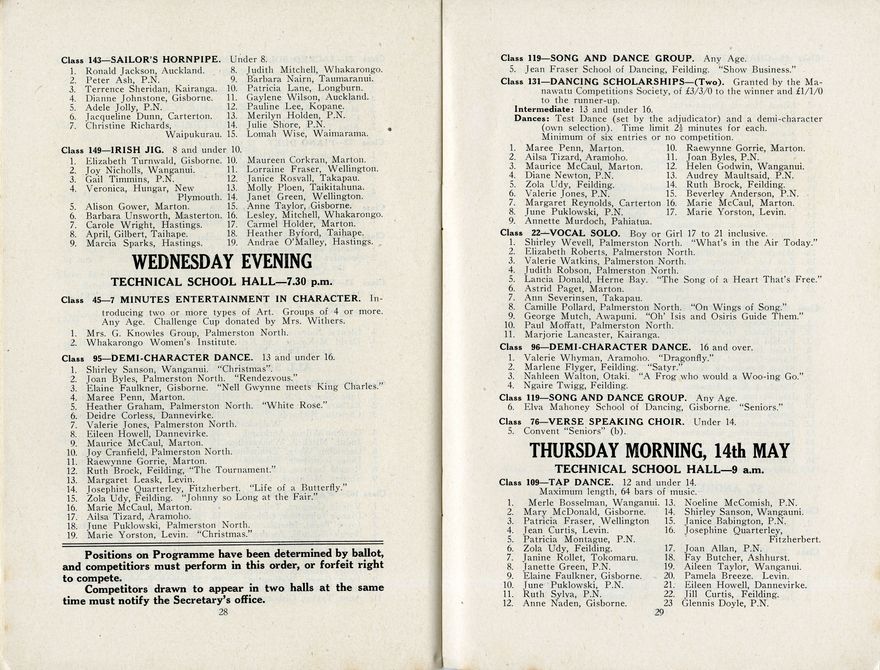 Class 143—SAILOR'S HORNPIPE. Under 8.
1. Ronald Jackson, Auckland.
2. Peter Ash, P.N.
3. Terrence Sheridan, Kairanga.
4. Dianne Johnstone, Gisborne.
5. Adele Jolly, P.N.
6. Jacqueline Dunn, Carterton.
7. Christine Richards,
Waipukurau.
8. Judith Mitchell, Whakarongo.
9. Barbara Nairn, Taumaranui.
10. Patricia Lane, Longburn.
11. Gaylene Wilson, Auckland.
12. Pauline Lee, Kopane.
13. Merilyn Holden, P.N.
14. Julie Shore, P.N.
15. Lomah Wise, Waimarama.
Class 149—IRISH JIG. 8 and under 10.
1. Elizabeth Turnwald, Gisborne.
2. Joy Nicholls, Wanganui.
3. Gail Timmins, P.N.
4. Veronica, Hungar, New
Plymouth.
5. Alison Gower, Marton.
6. Barbara Unsworth, Masterton.
7. Carole Wright, Hastings.
8. April, Gilbert, Taihape.
9. Marcia Sparks, Hastings.
10. Maureen Corkran, Marton.
11. Lorraine Fraser, Wellington.
12. Janice Rosvall, Takapau.
13. Molly Ploen, Taikitahuna.
14. Janet Green, Wellington.
15. Anne Taylor, Gisborne.
16. Lesley, Mitchell, Whakarongo.
17. Carmel Holder, Marton.
18. Heather Byford, Taihape.
19. Andrae O'Malley, Hastings.
WEDNESDAY EVENING
TECHNICAL SCHOOL HALL—7.30 p.m.
Class 45—7 MINUTES ENTERTAINMENT IN CHARACTER. In-
troducing two or more types of Art. Groups of 4 or more.
Any Age. Challenge Cup donated by Mrs. Withers.
1. Mrs. G. Knowles Group, Palmerston North.
2. Whakarongo Women's Institute.
Class 95—DEMI-CHARACTER DANCE. 13 and under 16.
1. Shirley Sanson, Wanganui. "Christmas".
2. Joan Byles, Palmerston North. "Rendezvous."
3. Elaine Faulkner, Gisborne. "Nell Gwynne meets King Charles."
4. Maree Penn, Marton.
5. Heather Graham, Palmerston North. "White Rose."
6. Deidre Corless, Dannevirke.
7. Valerie Jones, Palmerston North.
8. Eileen Howell, Dannevirke.
9. Maurice McCaul, Marton.
10. Joy Cranfield, Palmerston North.
11. Raewynne Gorrie, Marton.
12. Ruth Brock, Feilding, "The Tournament."
13. Margaret Leask, Levin.
14. Josephine Quarterley, Fitzherbert. "Life of a Butterfly."
15. Zola Udy, Feilding. "Johnny so Long at the Fair."
16. Marie McCaul, Marton.
17. Ailsa Tizard, Aramoho.
18. June Puklowski, Palmerston North.
19. Marie Yorston, Levin. "Christmas."
Positions on Programme have been determined by ballot,
and competitiors must perform in this order, or forfeit right
to compete.
Competitors drawn to appear in two halls at the same
time must notify the Secretary's office.
28
Class 119—SONG AND DANCE GROUP. Any Age.
5. Jean Fraser School of Dancing, Feilding. "Show Business."
Class 131—DANCING SCHOLARSHIPS—(Two). Granted by the Ma-
nawatu Competitions Society, of £3/3/0 to the winner and £1/1/0
to the runner-up.
Intermediate: 13 and under 16.
Dances: Test Dance (set by the adjudicator) and a demi-character
(own selection). Time limit 2½ minutes for each.
Minimum of six entries or no competition.
1. Maree Penn, Marton.
2. Ailsa Tizard, Aramoho.
3. Maurice McCaul, Marton.
4. Diane Newton, P.N.
5. Zola Udy, Feilding.
6. Valerie Jones, P.N.
7. Margaret Reynolds, Carterton
8. June Puklowski, P.N.
9. Annette Murdoch, Pahiatua.
10. Raewynne Gorrie, Marton.
11. Joan Byles, P.N.
12. Helen Godwin, Wanganui.
13. Audrey Maultsaid, P.N.
14. Ruth Brock, Feilding.
15. Beverley Anderson, P.N.
16. Marie McCaul, Marton.
17. Marie Yorston, Levin.
Class 22—VOCAL SOLO. Boy or Girl 17 to 21 inclusive.
1. Shirley Wevell, Palmerston North. "What's in the Air Today."
2. Elizabeth Roberts, Palmerston North.
3. Valerie Watkins, Palmerston North.
4. Judith Robson, Palmerston North.
5. Lancia Donald, Herne Bay. "The Song of a Heart That's Free."
6. Astrid Paget, Marton.
7. Ann Severinsen, Takapau.
8. Camille Pollard, Palmerston North. "On Wings of Song."
9. George Mutch, Awapuni. "Oh' Isis and Osiris Guide Them."
10. Paul Moffatt, Palmerston North.
11. Marjorie Lancaster, Kairanga.
Class 96—DEMI-CHARACTER DANCE. 16 and over.
1. Valerie Whyman, Aramoho. "Dragonfly."
2. Marlene Flyger, Feilding. "Satyr."
3. Nahleen Walton, Otaki. "A Frog who would a Woo-ing Go."
4. Ngaire Twigg, Feilding.
Class 119—SONG AND DANCE GROUP. Any Age.
6. Elva Mahoney School of Dancing, Gisborne. "Seniors."
Class 76—VERSE SPEAKING CHOIR. Under 14.
5. Convent "Seniors" (b).
THURSDAY MORNING, 14th MAY
TECHNICAL SCHOOL HALL—9 a.m.
Class 109—TAP DANCE. 12 and under 14.
Maximum length, 64 bars of music.
1. Merle Bosselman, Wanganui.
2. Mary McDonald, Gisborne.
3. Patricia Fraser, Wellington
4. Jean Curtis, Levin.
5. Patricia Montague, P.N.
6. Zola Udy, Feilding.
7. Janine Rollet, Tokomaru.
8. Janette Green, P.N.
9. Elaine Faulkner, Gisborne.
10. June Puklowski, P.N.
11. Ruth Sylva, P.N.
12. Anne Naden, Gisborne.
13. Noeline McComish, P.N.
14. Shirley Sanson, Wangauni.
15. Janice Babington, P.N.
16. Josephine Quarterley,
Fitzherbert.
17. Joan Allan, P.N.
18. Fay Butcher, Ashhurst.
19. Aileen Taylor, Wanganui.
20. Pamela Breeze. Levin.
21. Eileen Howell, Dannevirke.
22. Jill Curtis, Feilding.
23 Glennis Doyle, P.N.
29